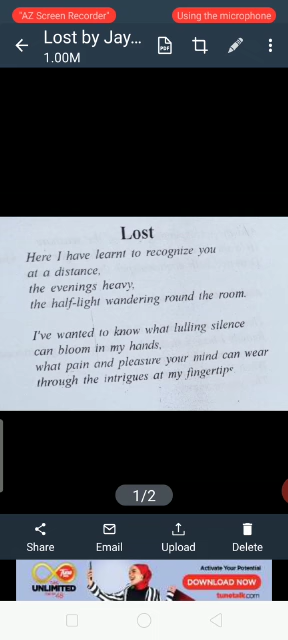 "AZ Screen Recorder"
Using the microphone
Lost by Jay...
1.00M
PDF
Lost
Here I have learnt to recognize you
at a distance,
the evenings heavy,
the half-light wandering round the room.
I've wanted to know what lulling silence
can bloom in my hands,
what pain and pleasure your mind can wear
through the intrigues at my fingertips
1/2
Share
Email
Upload
Delete
Tune
UNLIMITED
Activate Your Potential
DOWNLOAD NOW
tunetalk.com